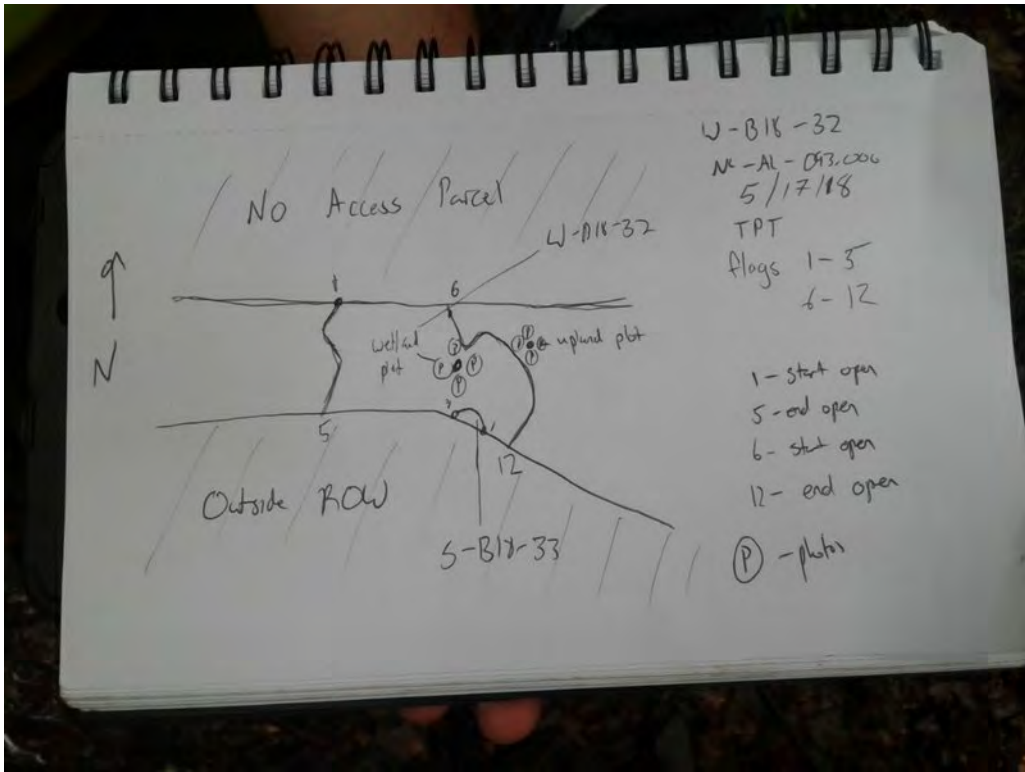 W-B18-32
NC-AL-093.000
5/17/18
TPT
flags 1-5
6-12
No Access Parcel
W-B18-32
1
6
N
wetland plot
P
P
P
P
P
P
P
upland plot
5
1
12
Outside ROW
S-B18-33
1- start open
5- end open
6- start open
12- end open
P - photos